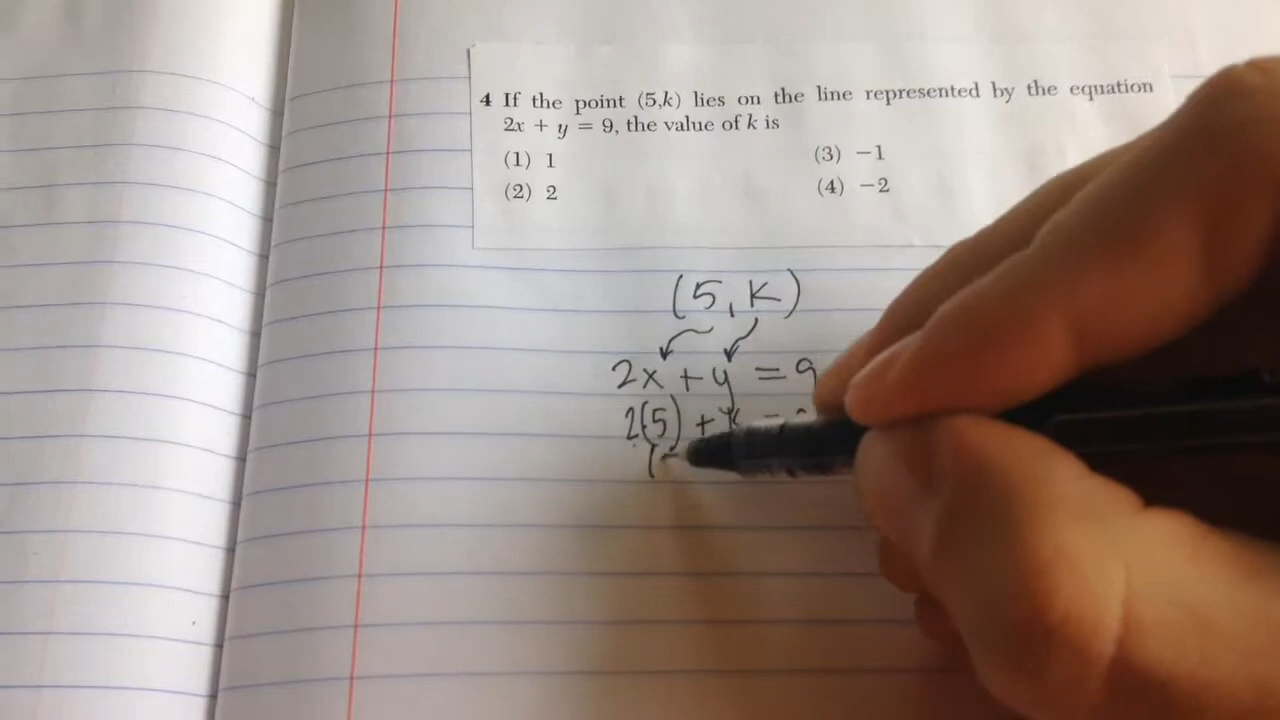 4 If the point (5,k) lies on the line represented by the equation
2x + y = 9, the value of k is
(1) 1
(3) −1
(2) 2
(4) −2
(5, K)
2x + y = 9
2(5) +